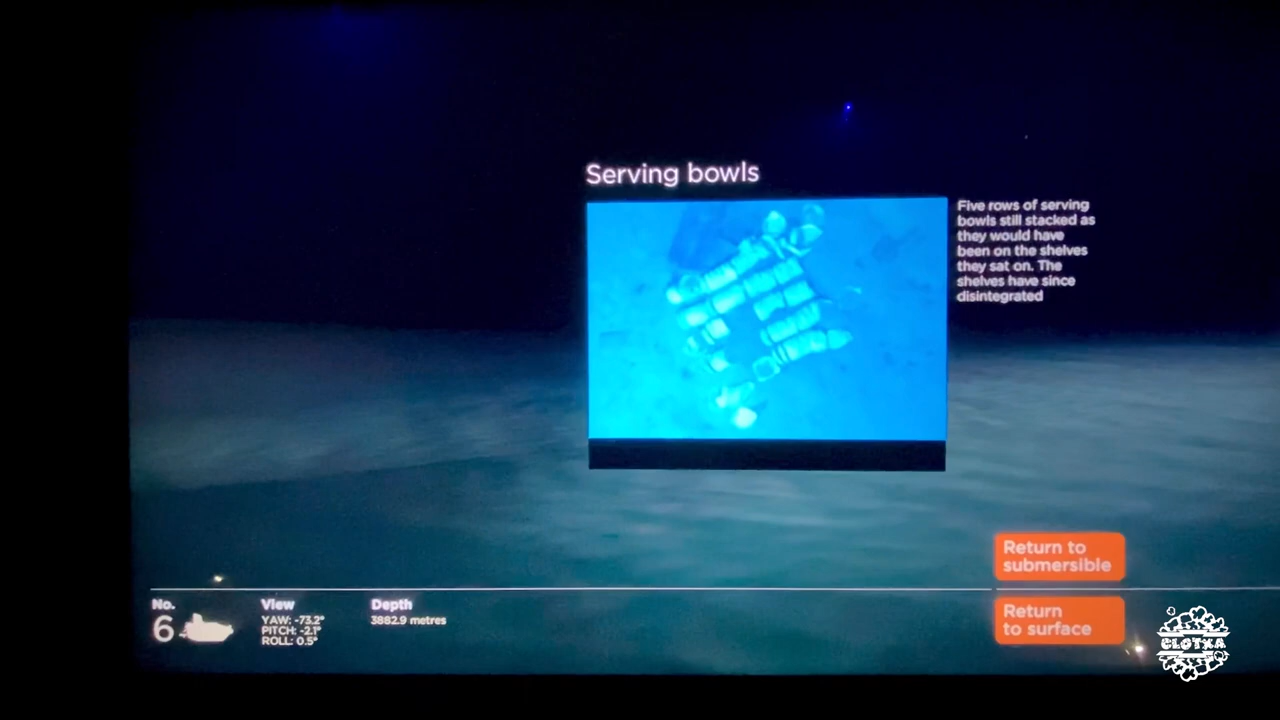 Serving bowls
Five rows of serving
bowls still stacked as
they would have
been on the shelves
they sat on. The
shelves have since
disintegrated
Return to
submersible
No.
6
View
YAW: -73.2°
PITCH: -2.1°
ROLL: 0.5°
Depth
3882.9 metres
Return
to surface
CLOTXA